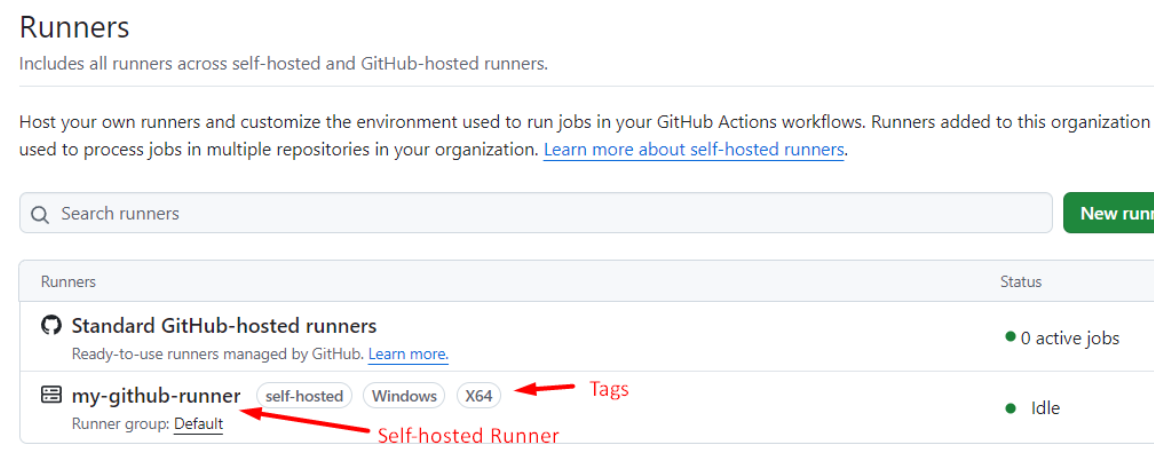 Runners
Includes all runners across self-hosted and GitHub-hosted runners.
Host your own runners and customize the environment used to run jobs in your GitHub Actions workflows. Runners added to this organization
used to process jobs in multiple repositories in your organization. Learn more about self-hosted runners.
Search runners
New runn
Runners Status
Standard GitHub-hosted runners
Ready-to-use runners managed by GitHub. Learn more.
0 active jobs
my-github-runner self-hosted Windows X64 Tags
Runner group: Default
Idle
Self-hosted Runner